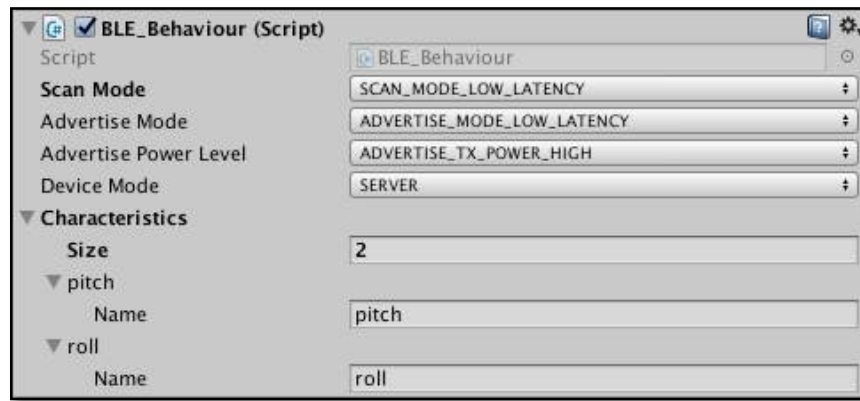 BLE_Behaviour (Script)
Script BLE_Behaviour
Scan Mode SCAN_MODE_LOW_LATENCY
Advertise Mode ADVERTISE_MODE_LOW_LATENCY
Advertise Power Level ADVERTISE_TX_POWER_HIGH
Device Mode SERVER
Characteristics
Size 2
pitch
Name pitch
roll
Name roll